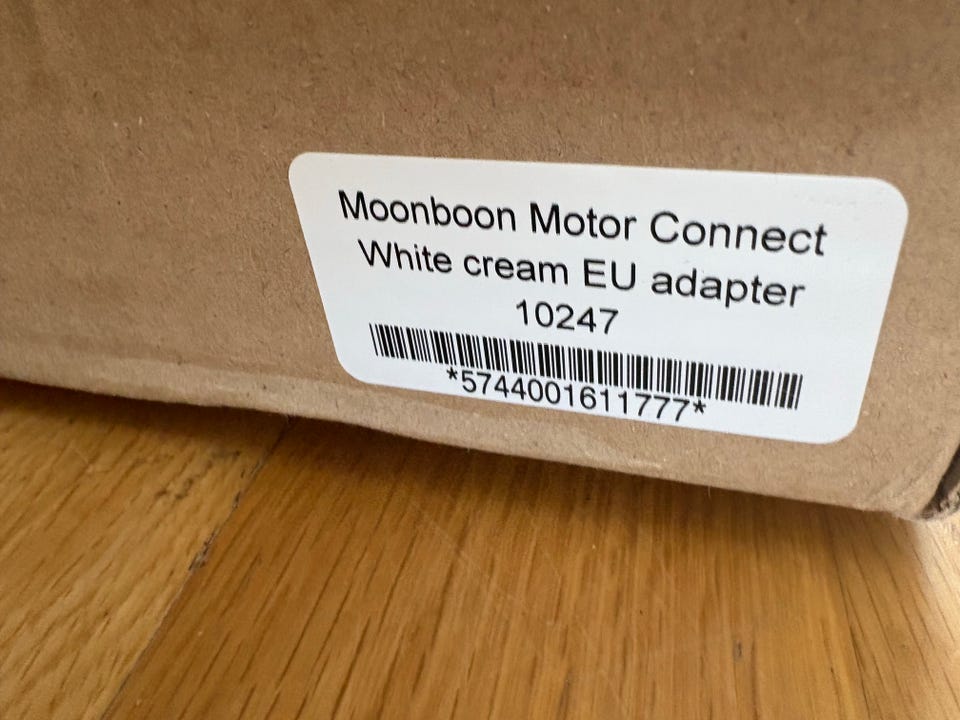 Moonboon Motor Connect
White cream EU adapter
10247
*5744001611777*